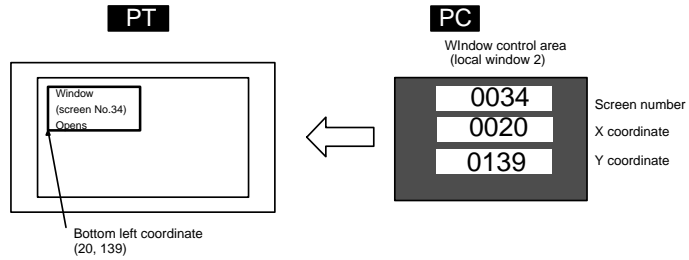 PT
PC
WIndow control area
(local window 2)
Window
(screen No.34)
Opens
0034
Screen number
0020
X coordinate
0139
Y coordinate
Bottom left coordinate
(20, 139)